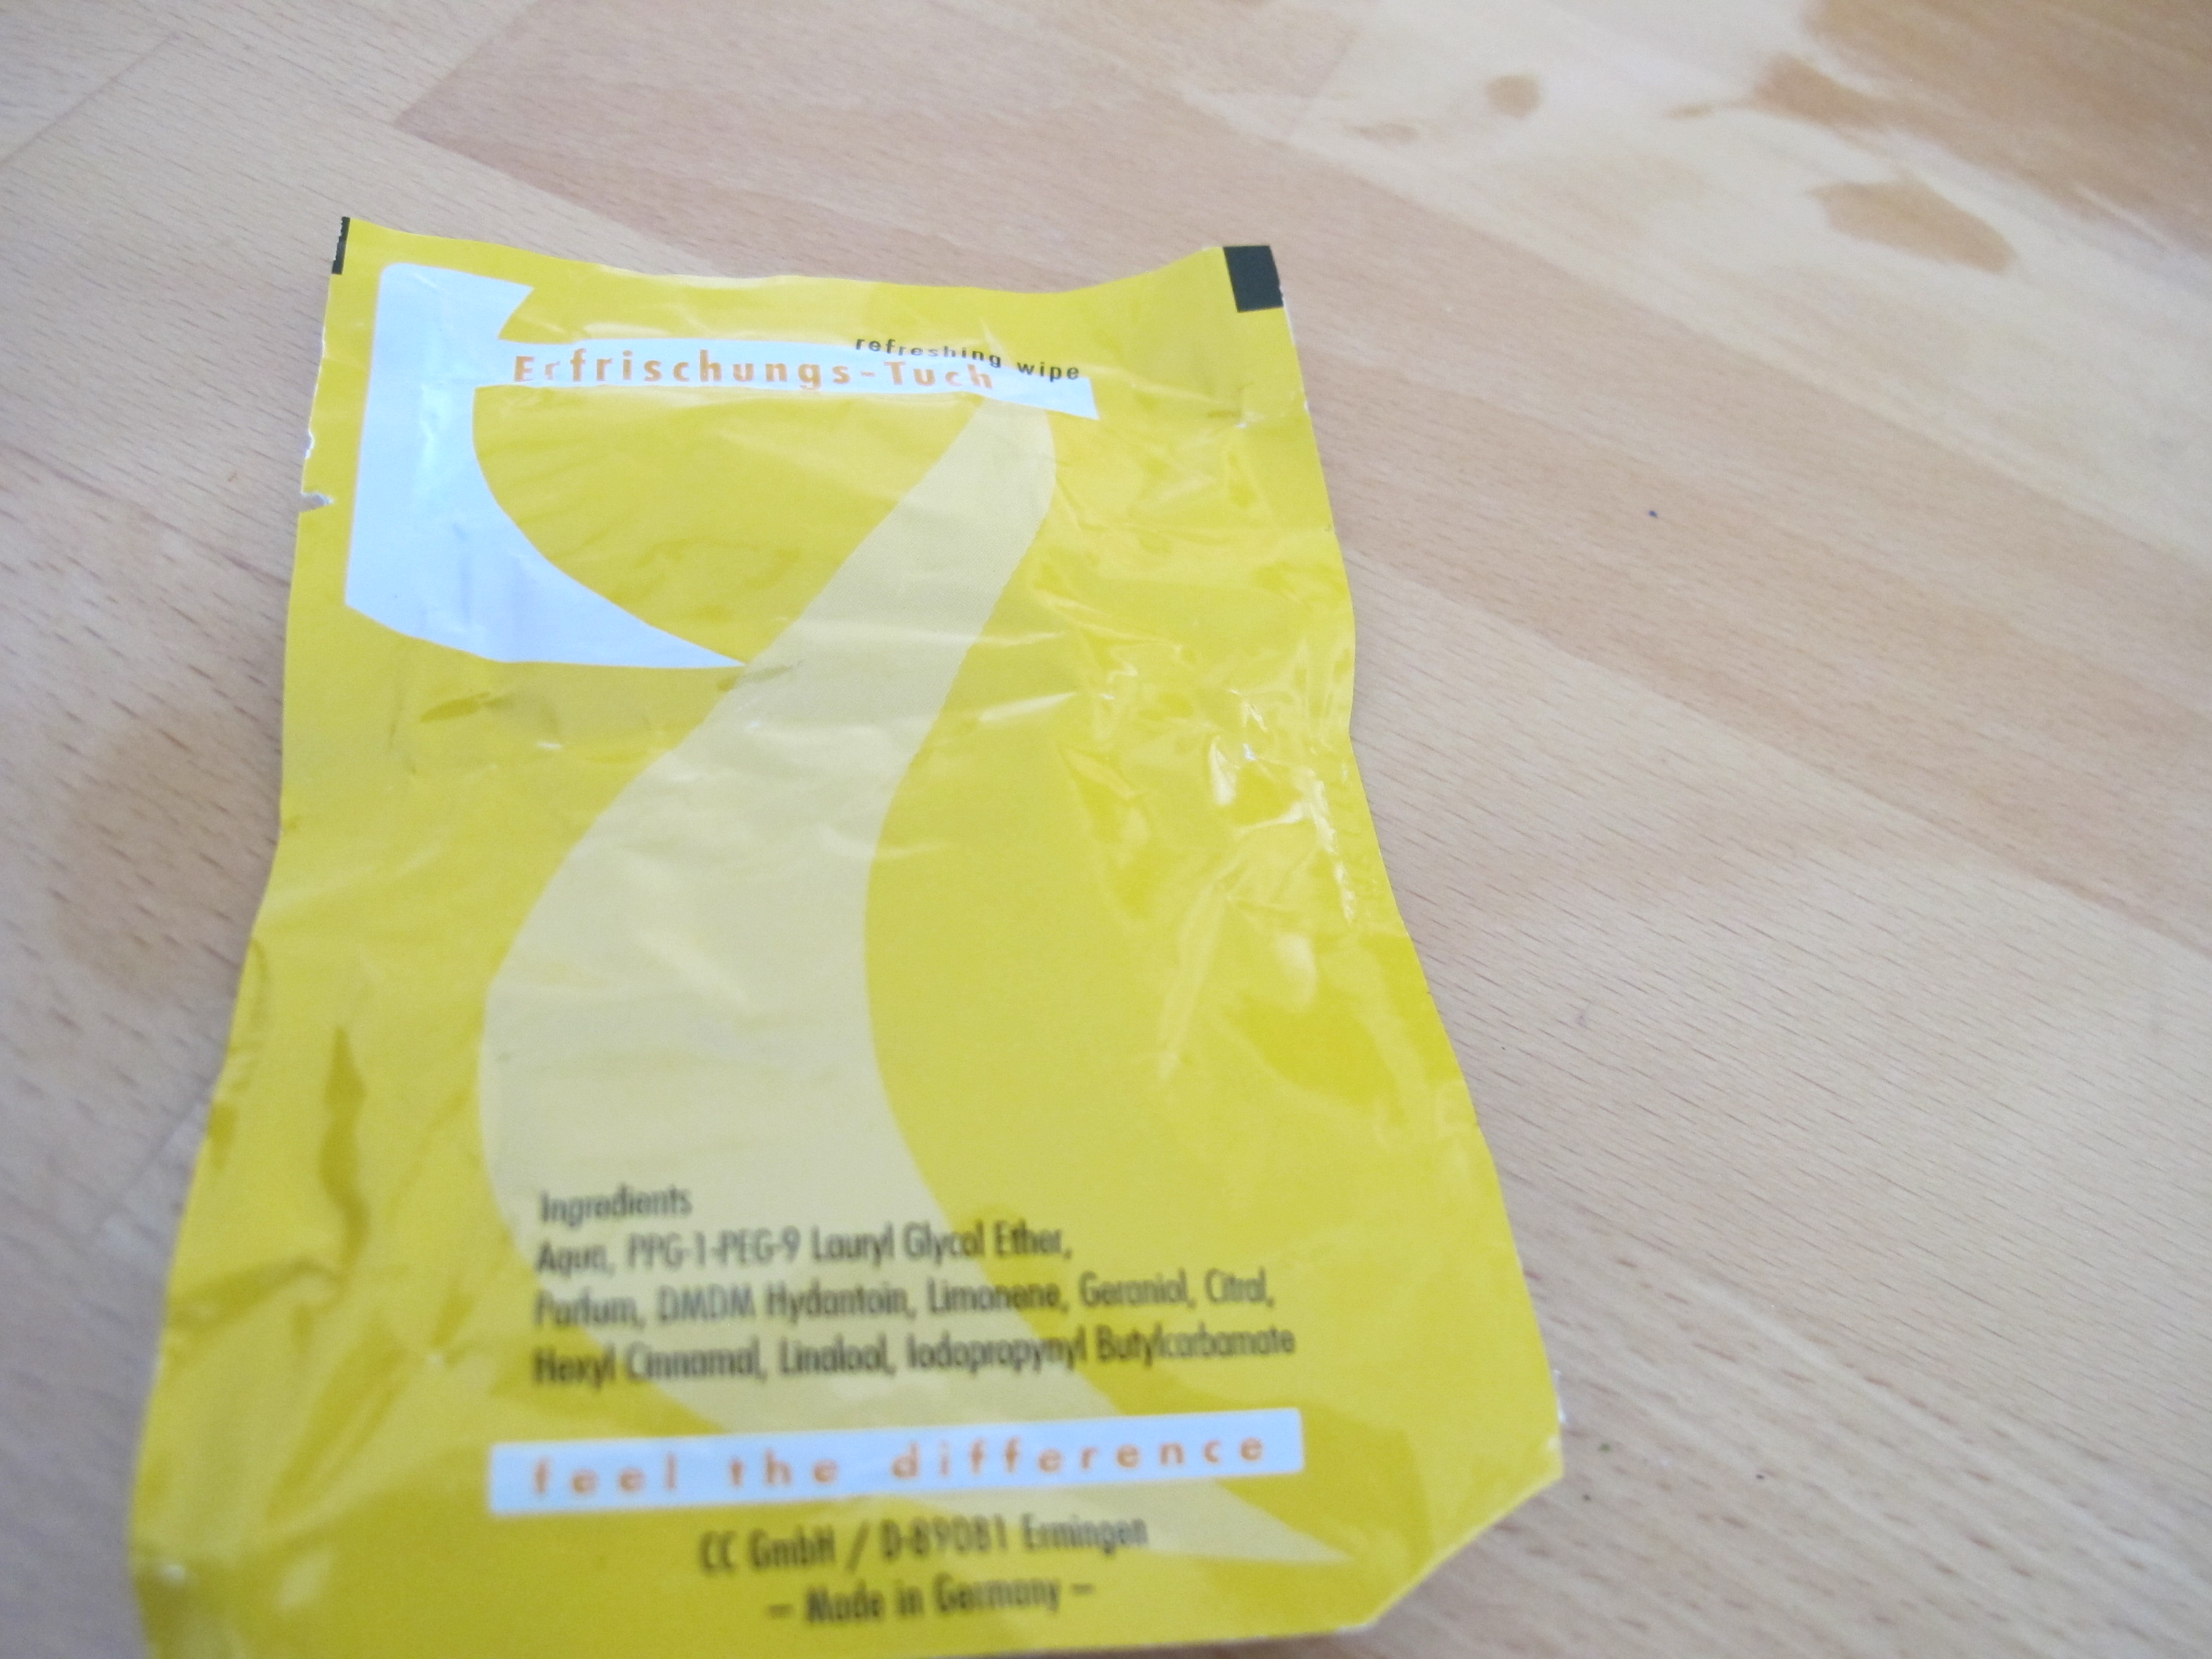 refreshing wipe
Erfrischungs-Tuch
Ingredients
Aqua, PPG-1-PEG-9 Lauryl Glycol Ether,
Parfum, DMDM Hydantoin, Limonene, Geraniol, Citral,
Hexyl Cinnamal, Linalool, Iodopropynyl Butylcarbamate
feel the difference
CC GmbH / D-89081 Ermingen
– Made in Germany –